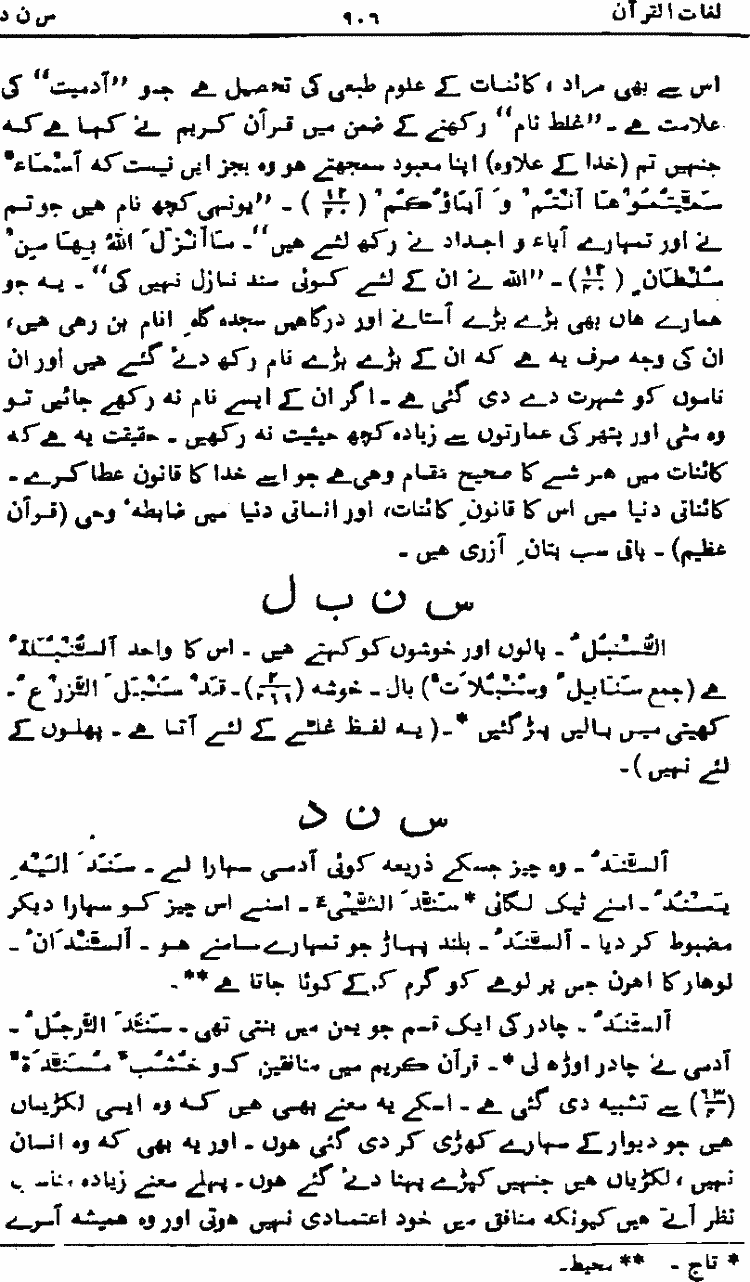 لغات القرآن ۹۰۶ س ن د
اس سے بھی مراد ، کائنات کے علوم طبعی کی تحصیل ہے جو ”آدمیت“ کی
علامت ہے ۔ ”غلط نام“ رکھنے کے ضمن میں قرآن کریم نے کہا ہے کہ
جنہیں تم (خدا کے علاوہ) اپنا معبود سمجھتے ہو وہ بجز ایں نیست کہ أَسْمَاءً
سَمَّيْتُمُوْهَا أَنْتُمْ وَ آبَاؤُكُمْ (۱۲/۴۰) ۔ ”یونہی کچھ نام ہیں جو تم
نے اور تمہارے آباء و اجداد نے رکھ لئے ہیں“۔ مَا أَنْزَلَ اللّٰهُ بِهَا مِنْ
سُلْطَانٍ (۱۲/۴۰) ۔ ”اللہ نے ان کے لئے کوئی سند نازل نہیں کی“ ۔ یہ جو
ہمارے ہاں بھی بڑے بڑے آستانے اور درگاہیں سجدہ گاہِ انام بن رہی ہیں،
ان کی وجہ صرف یہ ہے کہ ان کے بڑے بڑے نام رکھ دئے گئے ہیں اور ان
ناموں کو شہرت دے دی گئی ہے ۔ اگر ان کے ایسے نام نہ رکھے جائیں تو
وہ مٹی اور پتھر کی عمارتوں سے زیادہ کچھ حیثیت نہ رکھیں ۔ حقیقت یہ ہے کہ
کائنات میں ہر شے کا صحیح مقام وہی ہے جو اسے خدا کا قانون عطا کرے ۔
کائناتی دنیا میں اس کا قانونِ کائنات، اور انسانی دنیا میں ضابطۂ وحی (قرآن
عظیم) ۔ باقی سب بتانِ آزری ہیں ۔
س ن ب ل
اَلسُّنْبُلُ ۔ بالوں اور خوشوں کو کہتے ہیں ۔ اس کا واحد اَلسُّنْبُلَةُ
ہے (جمع سَنَابِلُ وَسُنْبُلَاتٌ) بال ۔ خوشہ (۲/۲۶۱) ۔ قَدْ سَنْبَلَ الزَّرْعُ ۔
کھیتی میں بالیں پڑ گئیں * ۔ ( یہ لفظ غلّے کے لئے آتا ہے ۔ پھلوں کے
لئے نہیں ) ۔
س ن د
اَلسَّنَدُ ۔ وہ چیز جسکے ذریعہ کوئی آدمی سہارا لے ۔ سَنَدَ اِلَيْهِ
يَسْنُدُ ۔ اسنے ٹیک لگائی * سَنَّدَ الشَّيْئَ ۔ اسنے اس چیز کو سہارا دیکر
مضبوط کر دیا ۔ اَلسَّنَدُ ۔ بلند پہاڑ جو تمہارے سامنے ہو ۔ اَلسِّنْدَانُ ۔
لوہار کا اہرن جس پر لوہے کو گرم کر کے کوٹا جاتا ہے ** ۔
اَلسَّنَدُ ۔ چادر کی ایک قسم جو یمن میں بنتی تھی ۔ سَنَّدَ الرَّجُلُ ۔
آدمی نے چادر اوڑھ لی * ۔ قرآن کریم میں منافقین کو خُشُبٌ مُسَنَّدَةٌ
(۶۳/۴) سے تشبیہ دی گئی ہے ۔ اسکے یہ معنے بھی ہیں کہ وہ ایسی لکڑیاں
ہیں جو دیوار کے سہارے کھڑی کر دی گئی ہوں ۔ اور یہ بھی کہ وہ انسان
نہیں ، لکڑیاں ہیں جنہیں کپڑے پہنا دئے گئے ہوں ۔ پہلے معنے زیادہ مناسب
نظر آتے ہیں کیونکہ منافق میں خود اعتمادی نہیں ہوتی اور وہ ہمیشہ آسرے
* تاج ۔ ** محیط ۔